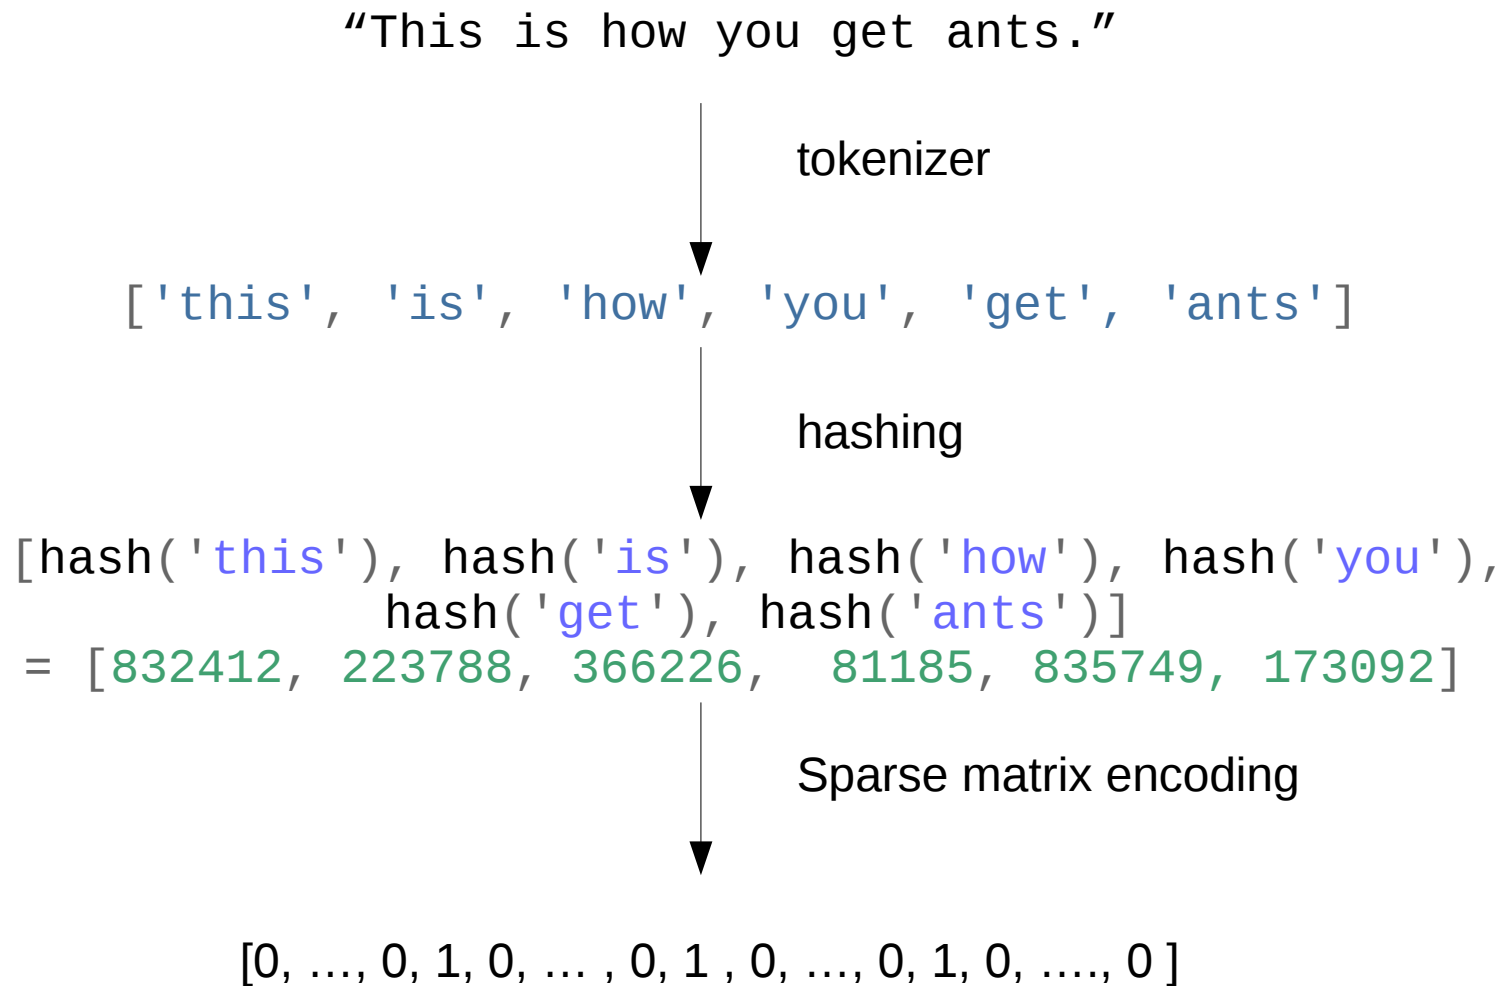 “This is how you get ants.”
tokenizer
['this', 'is', 'how', 'you', 'get', 'ants']
hashing
[hash('this'), hash('is'), hash('how'), hash('you'),
hash('get'), hash('ants')]
= [832412, 223788, 366226, 81185, 835749, 173092]
Sparse matrix encoding
[0, …, 0, 1, 0, … , 0, 1 , 0, …, 0, 1, 0, …., 0 ]